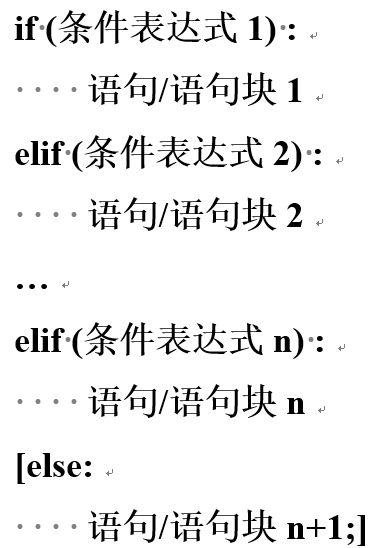 if (条件表达式 1) :
    语句/语句块 1
elif (条件表达式 2) :
    语句/语句块 2
…
elif (条件表达式 n) :
    语句/语句块 n
[else:
    语句/语句块 n+1;]